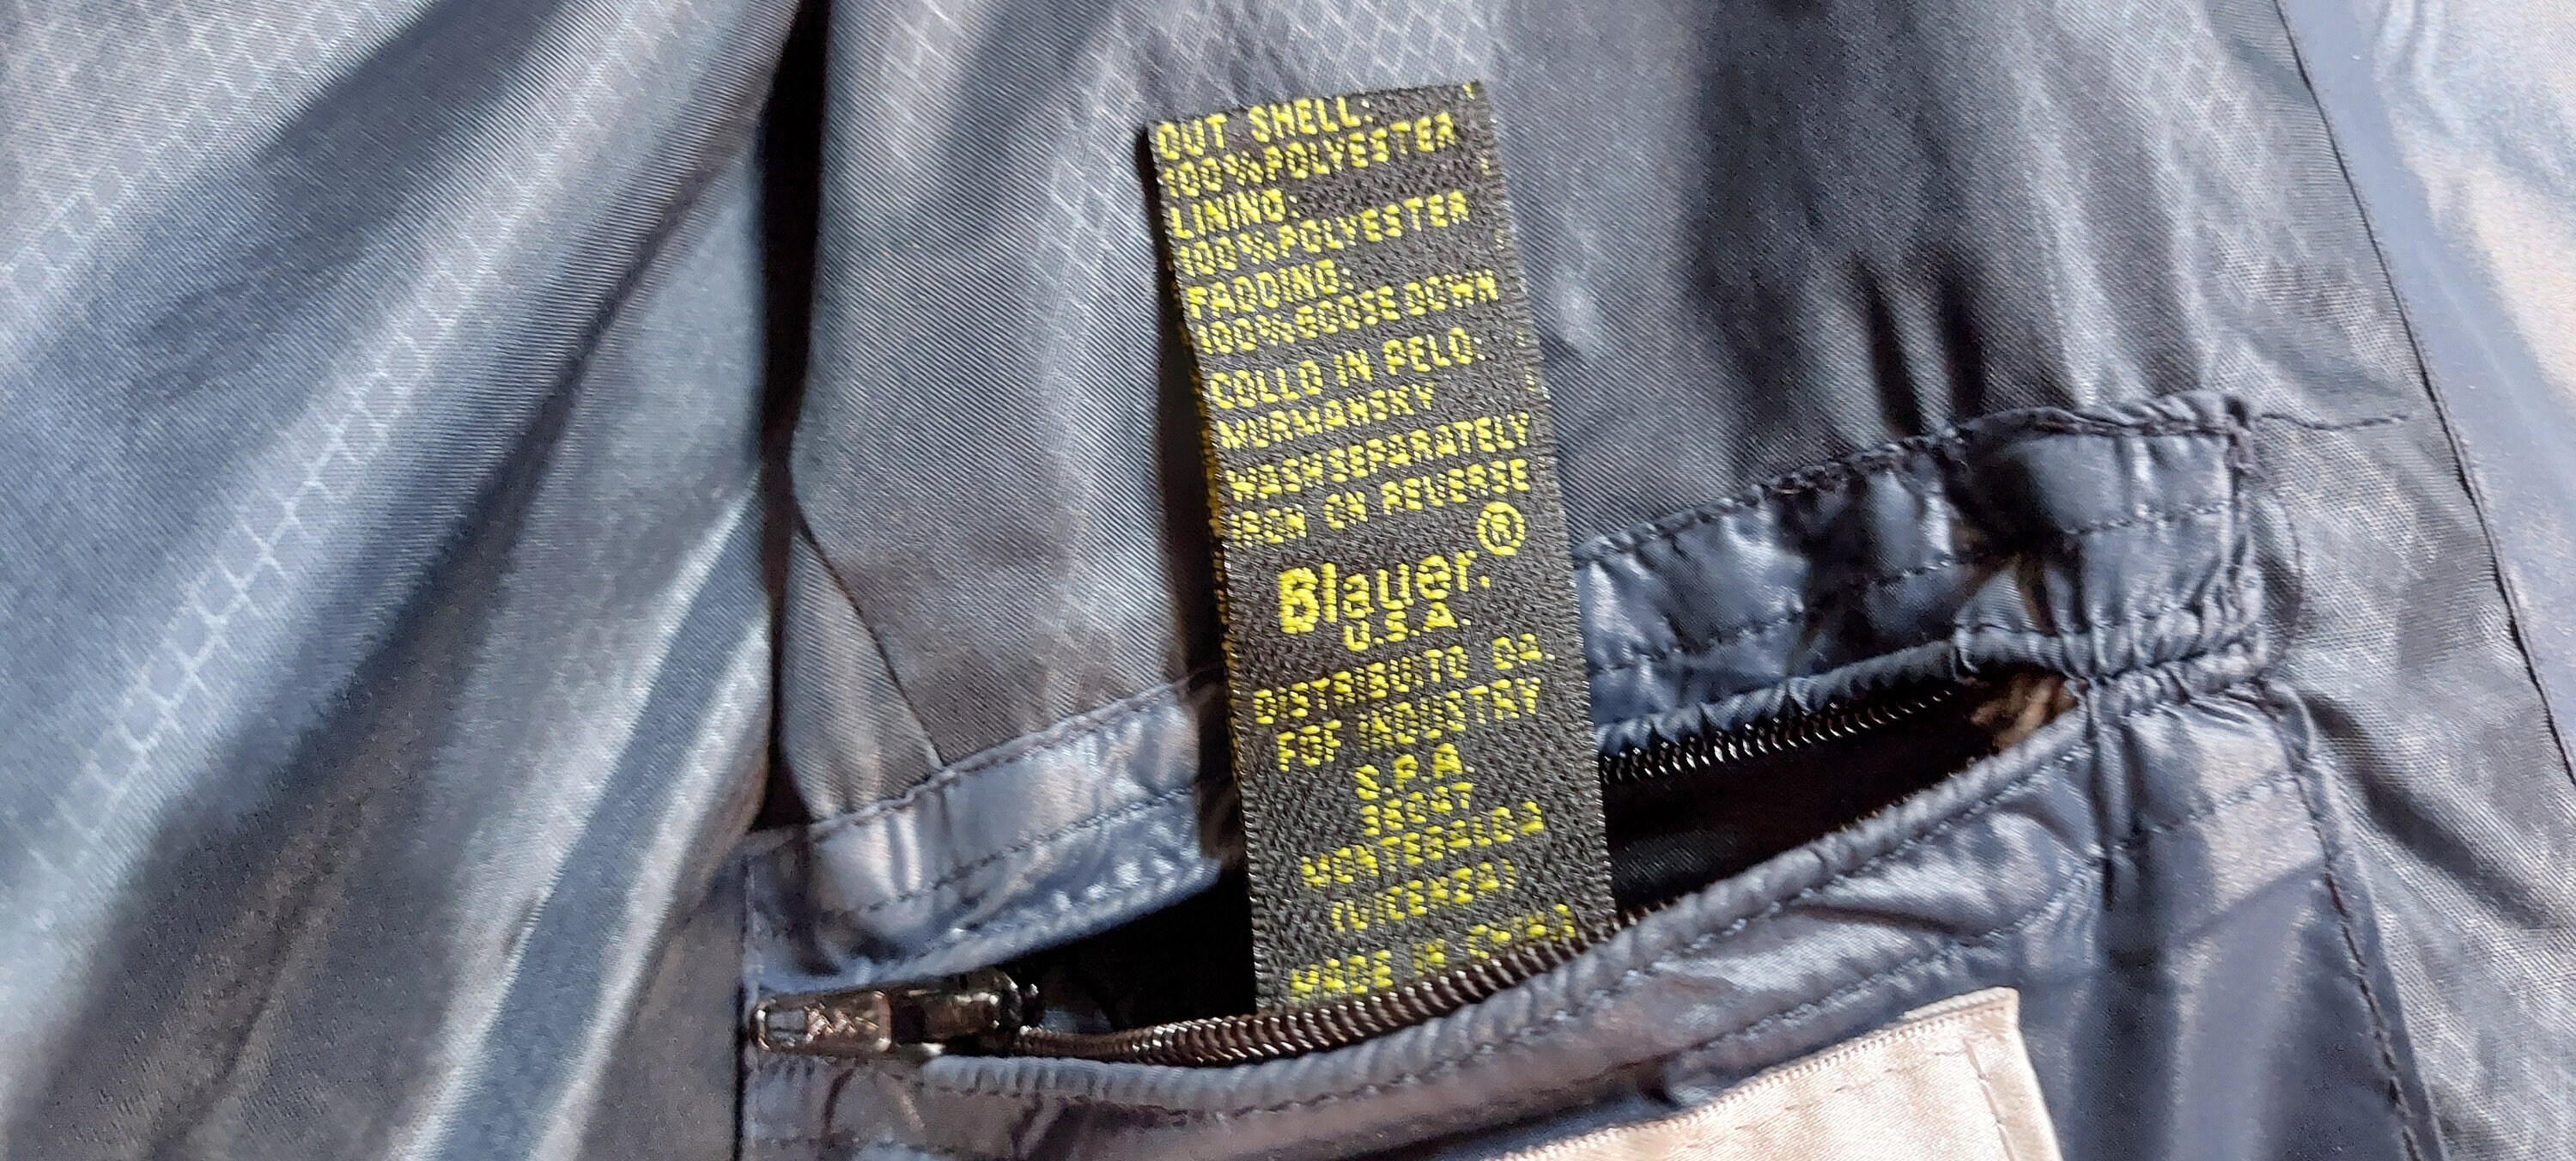 OUT SHELL:
100%POLYESTER
LINING:
100%POLYESTER
PADDING:
100%GOOSE DOWN
COLLO IN PELO:
MURMANSKY
WASH SEPARATELY
IRON ON REVERSE
Blauer.®
U.S.A.
DISTRIBUITO DA
FGF INDUSTRY
S.P.A.
36047
MONTEGALDA
(VICENZA)
MADE IN CHINA